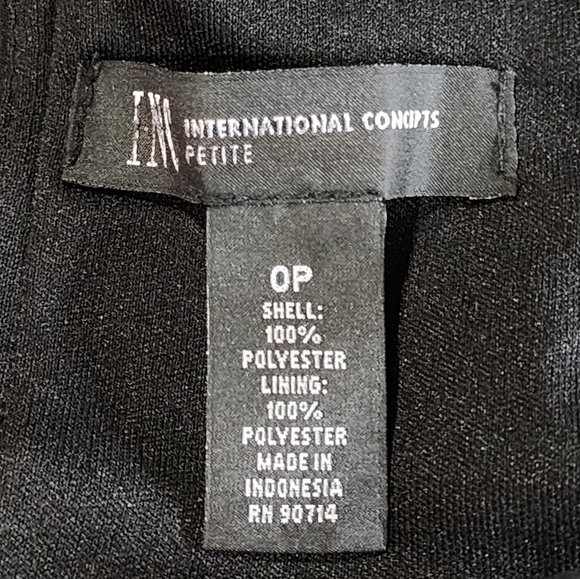 INC INTERNATIONAL CONCEPTS
PETITE
0P
SHELL:
100%
POLYESTER
LINING:
100%
POLYESTER
MADE IN
INDONESIA
RN 90714